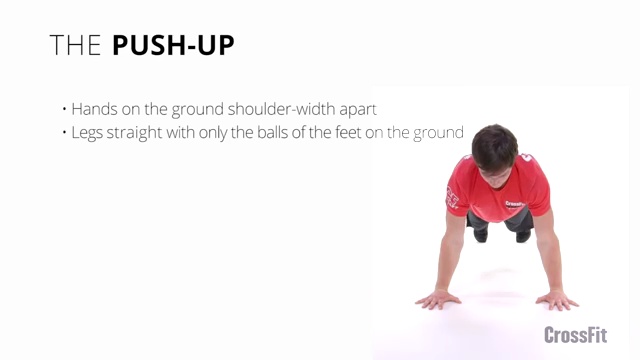 THE PUSH-UP
• Hands on the ground shoulder-width apart
• Legs straight with only the balls of the feet on the ground
CrossFit
CrossFit